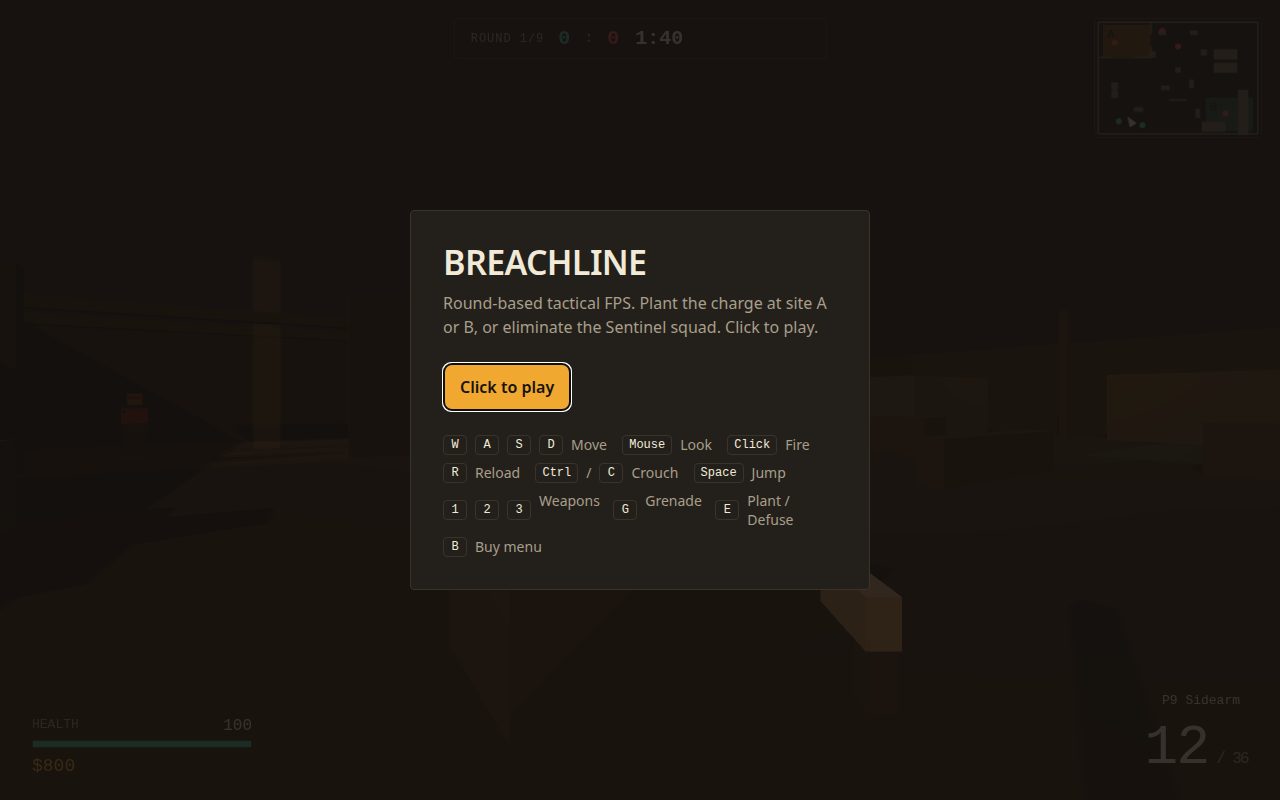 ROUND 1/9 0 : 0 1:40
A
BREACHLINE
Round-based tactical FPS. Plant the charge at site A
or B, or eliminate the Sentinel squad. Click to play.
Click to play
W A S D Move Mouse Look Click Fire
R Reload Ctrl / C Crouch Space Jump
1 2 3 Weapons G Grenade E Plant /
Defuse
B Buy menu
HEALTH 100
$800
P9 Sidearm
12 / 36